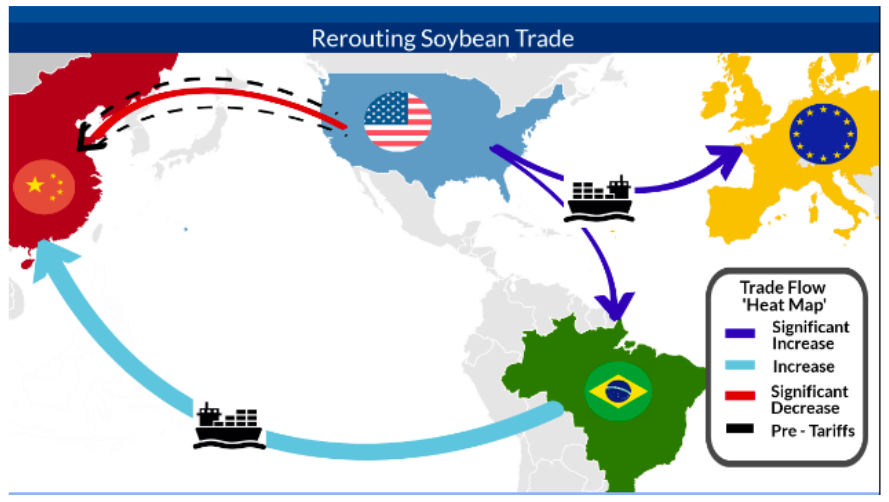 Rerouting Soybean Trade
Trade Flow
'Heat Map'
Significant
Increase
Increase
Significant
Decrease
Pre - Tariffs